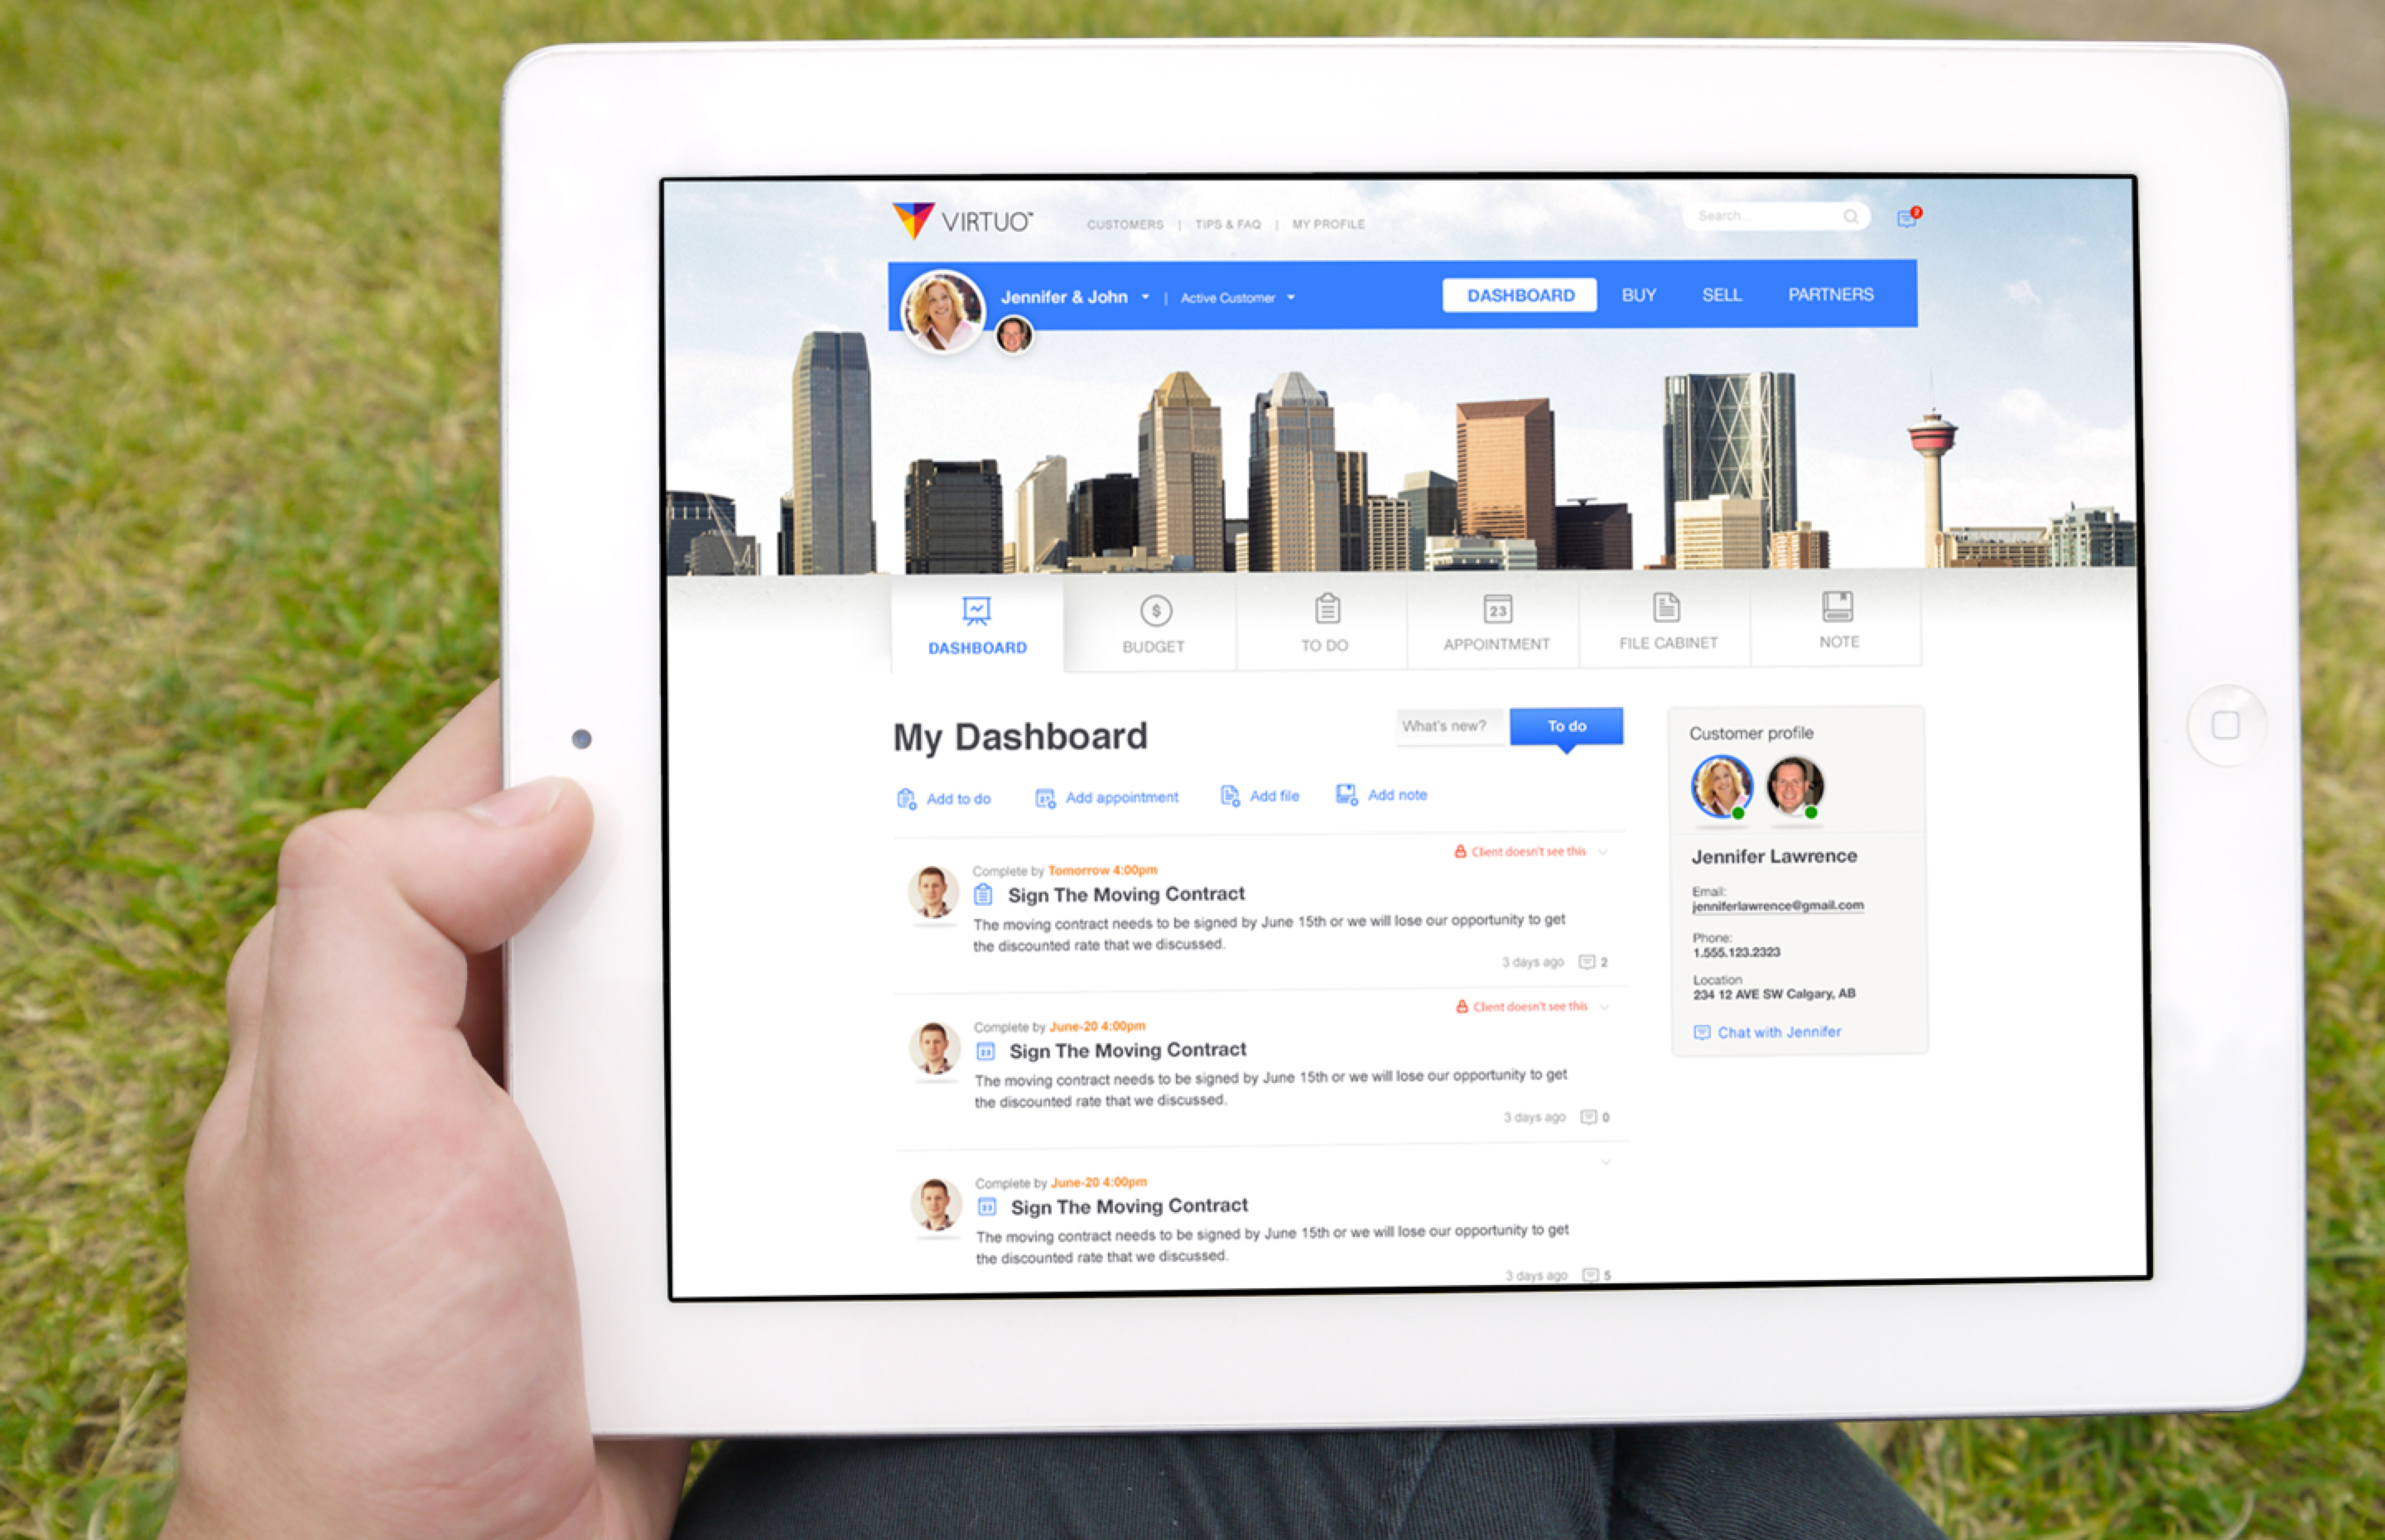 VIRTUO™
CUSTOMERS | TIPS & FAQ | MY PROFILE
Search...
2
Jennifer & John | Active Customer
DASHBOARD BUY SELL PARTNERS
DASHBOARD
BUDGET
TO DO
23
APPOINTMENT
FILE CABINET
NOTE
My Dashboard
What's new?
To do
Add to do
Add appointment
Add file
Add note
Client doesn't see this
Complete by Tomorrow 4:00pm
Sign The Moving Contract
The moving contract needs to be signed by June 15th or we will lose our opportunity to get
the discounted rate that we discussed.
3 days ago 2
Client doesn't see this
Complete by June-20 4:00pm
23 Sign The Moving Contract
The moving contract needs to be signed by June 15th or we will lose our opportunity to get
the discounted rate that we discussed.
3 days ago 0
Complete by June-20 4:00pm
23 Sign The Moving Contract
The moving contract needs to be signed by June 15th or we will lose our opportunity to get
the discounted rate that we discussed.
3 days ago 5
Customer profile
Jennifer Lawrence
Email:
jenniferlawrence@gmail.com
Phone:
1.555.123.2323
Location
234 12 AVE SW Calgary, AB
Chat with Jennifer